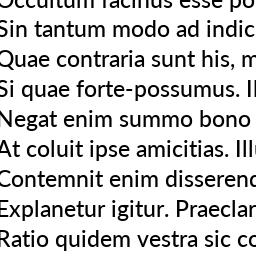 Occultum facinus esse po
Sin tantum modo ad indic
Quae contraria sunt his, m
Si quae forte-possumus. Il
Negat enim summo bono
At coluit ipse amicitias. Ill
Contemnit enim disserend
Explanetur igitur. Praeclar
Ratio quidem vestra sic co